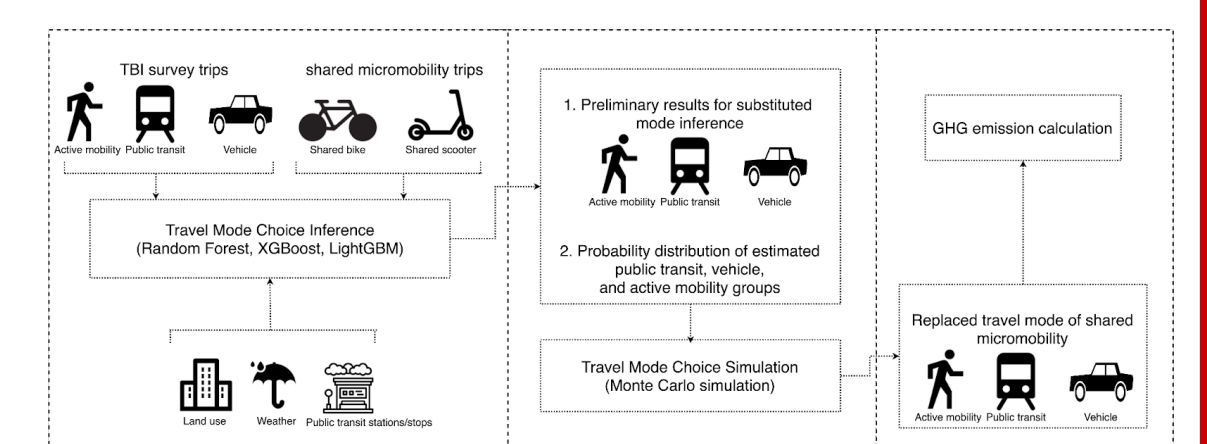 TBI survey trips
shared micromobility trips
Active mobility
Public transit
Vehicle
Shared bike
Shared scooter
Travel Mode Choice Inference
(Random Forest, XGBoost, LightGBM)
Land use
Weather
Public transit stations/stops
1. Preliminary results for substituted
mode inference
Active mobility
Public transit
Vehicle
2. Probability distribution of estimated
public transit, vehicle,
and active mobility groups
Travel Mode Choice Simulation
(Monte Carlo simulation)
GHG emission calculation
Replaced travel mode of shared
micromobility
Active mobility
Public transit
Vehicle